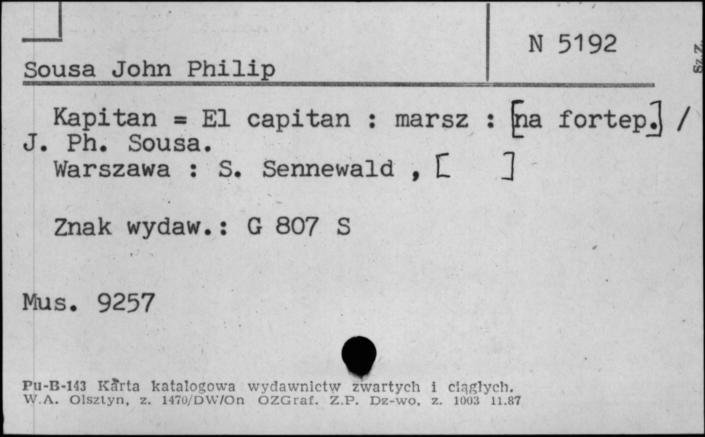 N 5192
Sz Z.
Sousa John Philip
Kapitan = El capitan : marsz : [na fortep.] /
J. Ph. Sousa.
Warszawa : S. Sennewald , [ ]
Znak wydaw.: G 807 S
Mus. 9257
Pu-B-143 Karta katalogowa wydawnictw zwartych i ciągłych.
W.A. Olsztyn, z. 1470/DW/On OZGraf. Z.P. Dz-wo, z. 1003 11.87